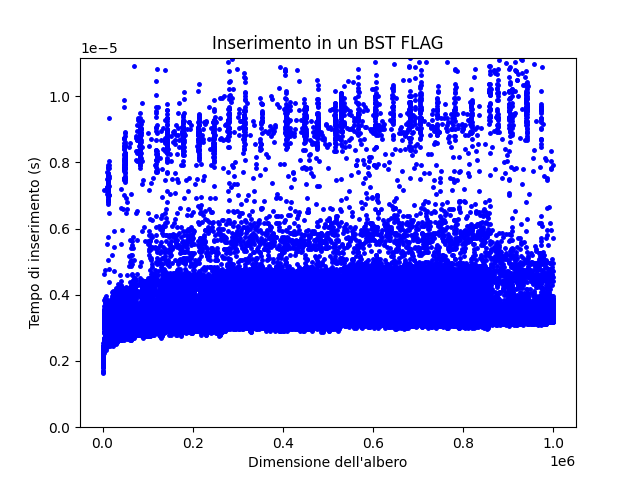 Inserimento in un BST FLAG
1e−5
1.0
0.8
0.6
0.4
0.2
0.0
Tempo di inserimento (s)
0.0 0.2 0.4 0.6 0.8 1.0
1e6
Dimensione dell'albero